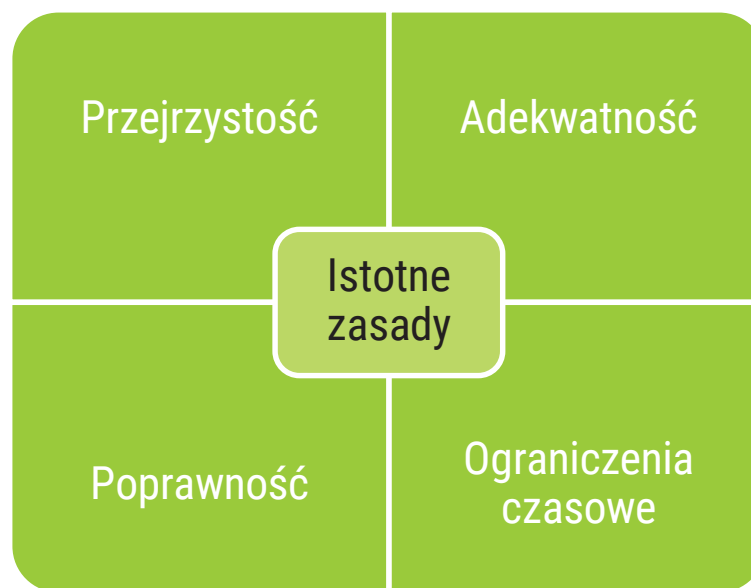 Przejrzystość
Adekwatność
Istotne
zasady
Poprawność
Ograniczenia
czasowe